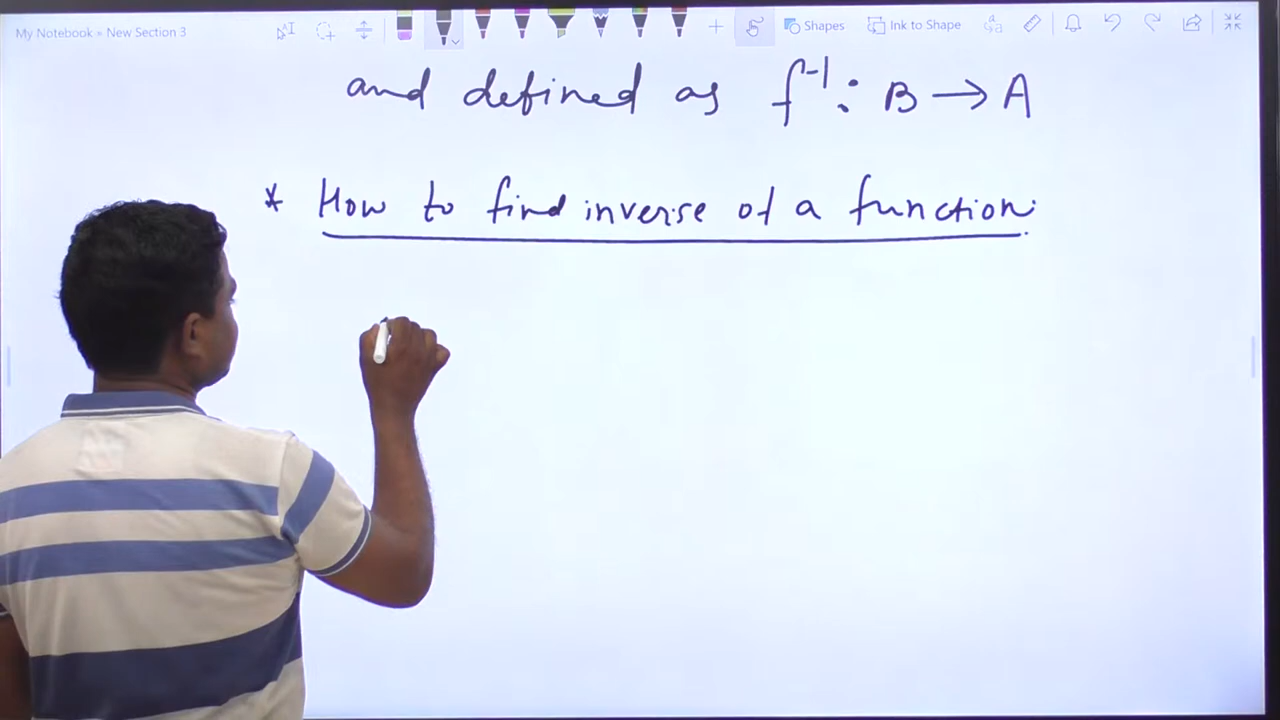 My Notebook » New Section 3
Shapes
Ink to Shape
and defined as f⁻¹: B → A
* How to find inverse of a function